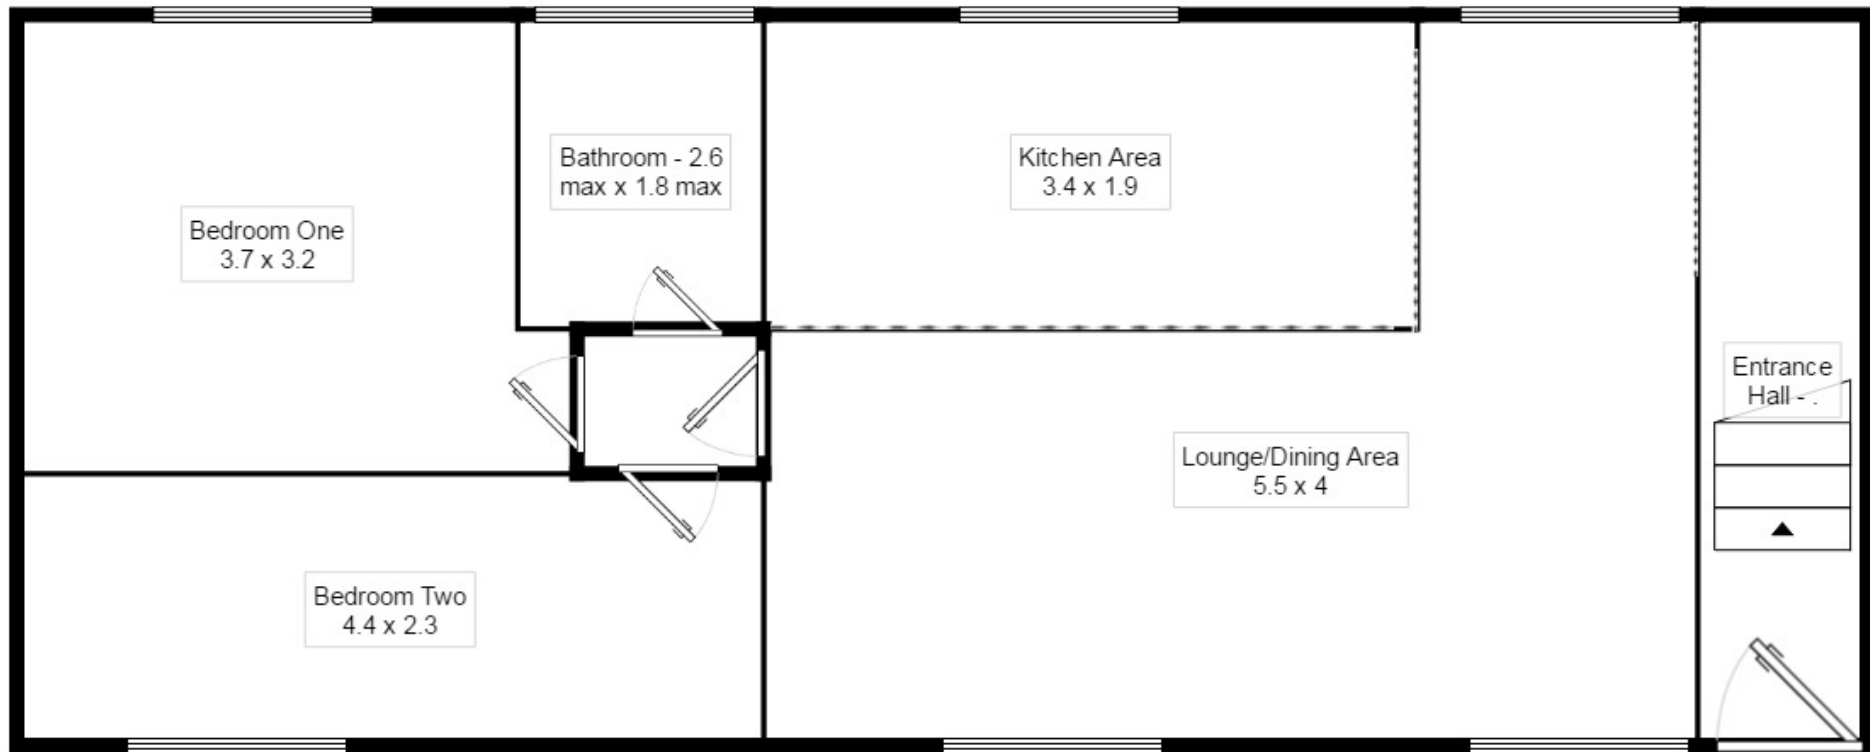 Bathroom - 2.6
max x 1.8 max
Kitchen Area
3.4 x 1.9
Bedroom One
3.7 x 3.2
Entrance
Hall - .
Lounge/Dining Area
5.5 x 4
Bedroom Two
4.4 x 2.3